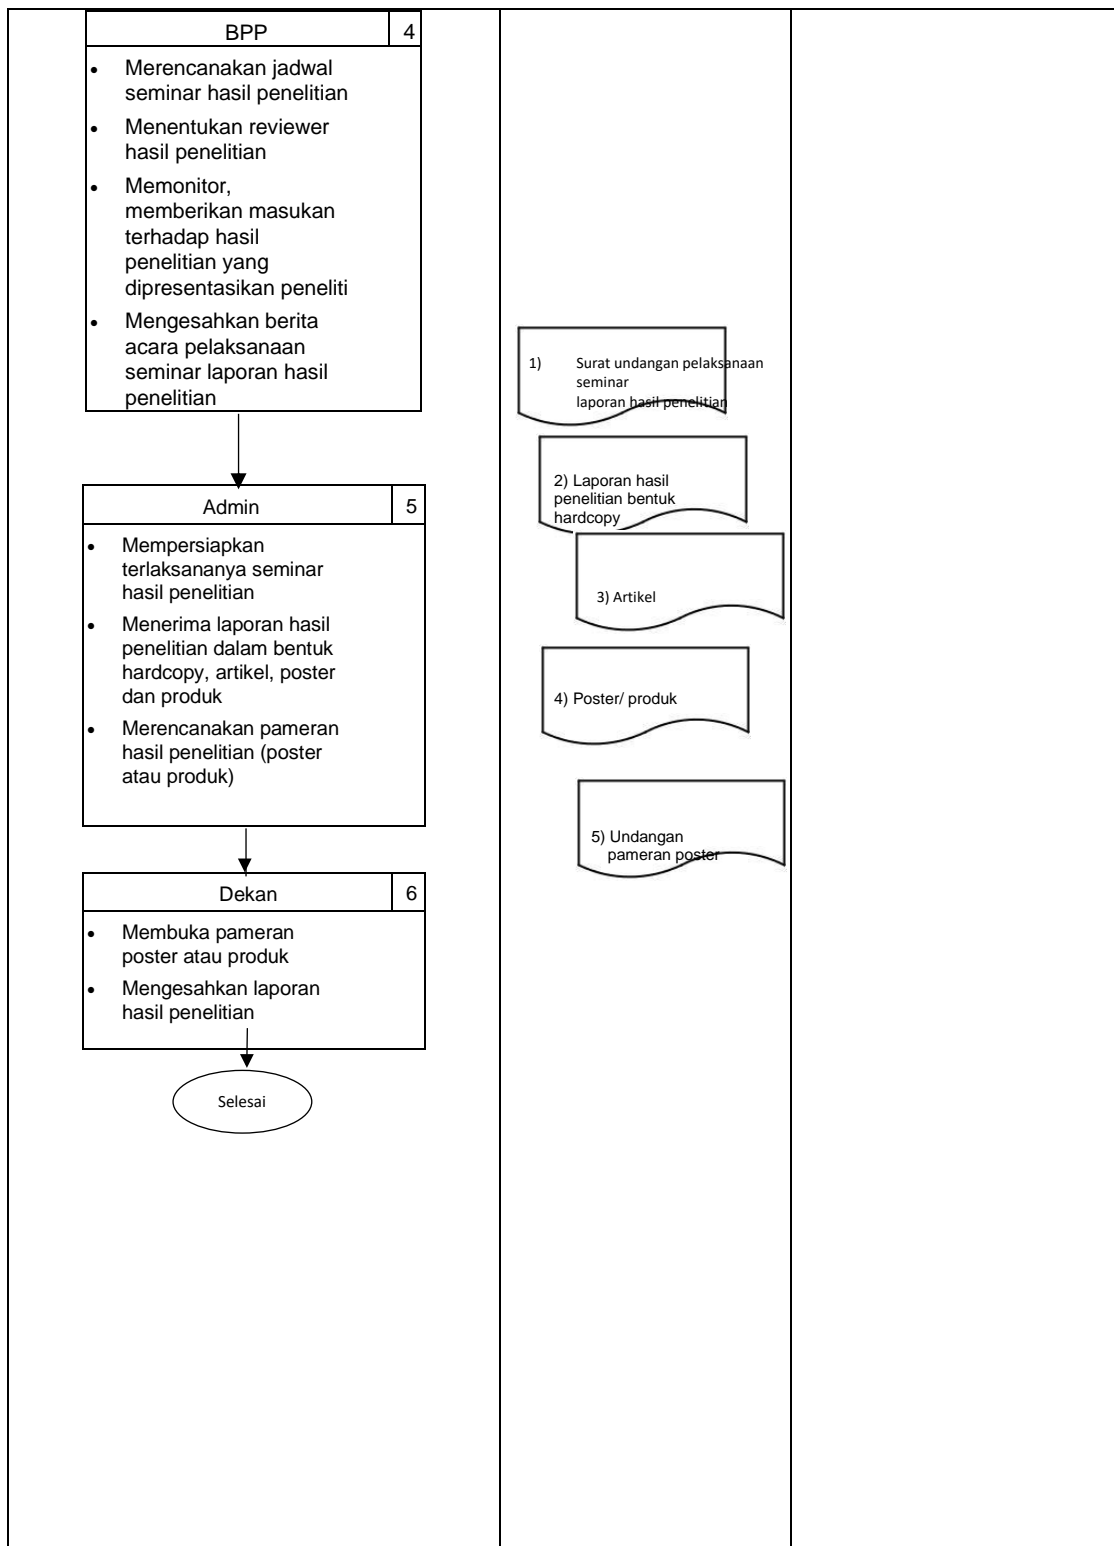 BPP 4
• Merencanakan jadwal
seminar hasil penelitian
• Menentukan reviewer
hasil penelitian
• Memonitor,
memberikan masukan
terhadap hasil
penelitian yang
dipresentasikan peneliti
• Mengesahkan berita
acara pelaksanaan
seminar laporan hasil
penelitian
Admin 5
• Mempersiapkan
terlaksananya seminar
hasil penelitian
• Menerima laporan hasil
penelitian dalam bentuk
hardcopy, artikel, poster
dan produk
• Merencanakan pameran
hasil penelitian (poster
atau produk)
Dekan 6
• Membuka pameran
poster atau produk
• Mengesahkan laporan
hasil penelitian
Selesai
1) Surat undangan pelaksanaan
seminar
laporan hasil penelitian
2) Laporan hasil
penelitian bentuk
hardcopy
3) Artikel
4) Poster/ produk
5) Undangan
pameran poster